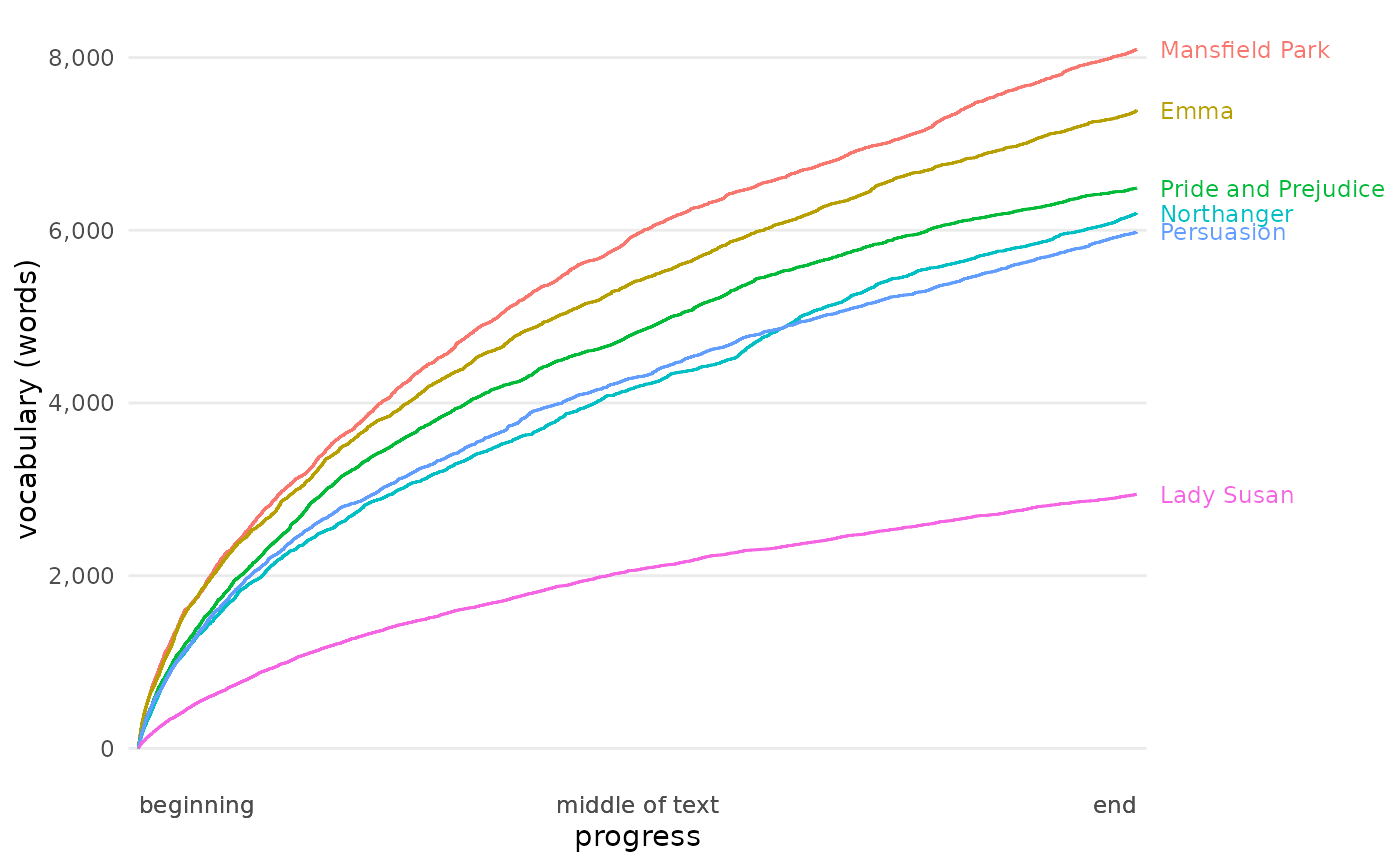 8,000
6,000
4,000
2,000
0
vocabulary (words)
Mansfield Park
Emma
Pride and Prejudice
Northanger
Persuasion
Lady Susan
beginning
middle of text
end
progress